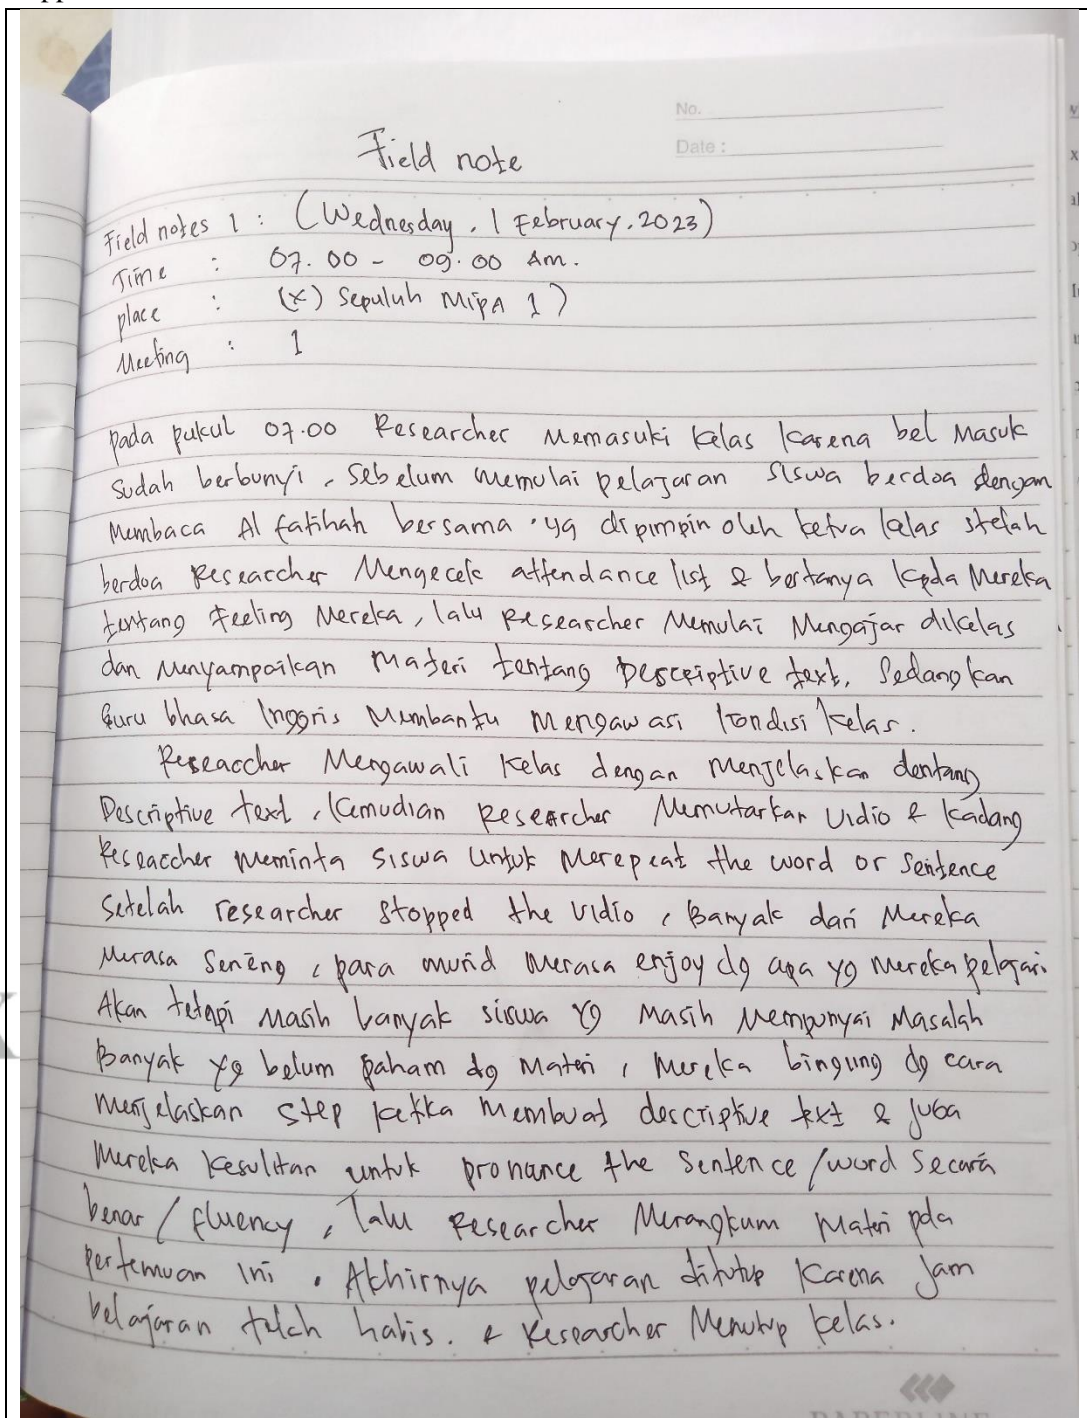 No.
Date :
Field note
Field notes 1 : (Wednesday, 1 February, 2023)
Time : 07.00 - 09.00 Am.
place : (X) Sepuluh MIPA 1)
Meeting : 1
pada pukul 07.00 Researcher Memasuki kelas karena bel Masuk
sudah berbunyi, Sebelum memulai pelajaran siswa berdoa dengan
Membaca Al fatihah bersama yg dipimpin oleh ketua kelas stelah
berdoa Researcher Mengecek attendance list & bertanya kpda Mereka
tentang Feeling Mereka, lalu Researcher Memulai Mengajar dikelas
dan Menyampaikan Materi tentang Descriptive text, Sedangkan
Guru bhasa Inggris Membantu Mengawasi kondisi kelas.
Reseaccher Mengawali kelas dengan Menjelaskan dentang
Descriptive text, kemudian Researcher Memutarkan Vidio & kadang
Reseaccher meminta siswa untuk Merepeat the word or Sentence
Setelah researcher stopped the vidio, Banyak dari Mereka
Merasa Seneng, para murid merasa enjoy dg apa yg mereka pelajari.
Akan tetapi Masih banyak siswa yg Masih Mempunyai Masalah
Banyak yg belum paham dg Materi, Mereka bingung dg cara
menjelaskan step ketika membuat descriptive text & juga
Mereka kesulitan untuk pronance the Sentence/word Secara
benar / fluency, lalu Researcher Merangkum Materi pda
pertemuan ini. Akhirnya pelajaran ditutup karena jam
belajaran telah habis. & Researcher Menutup kelas.